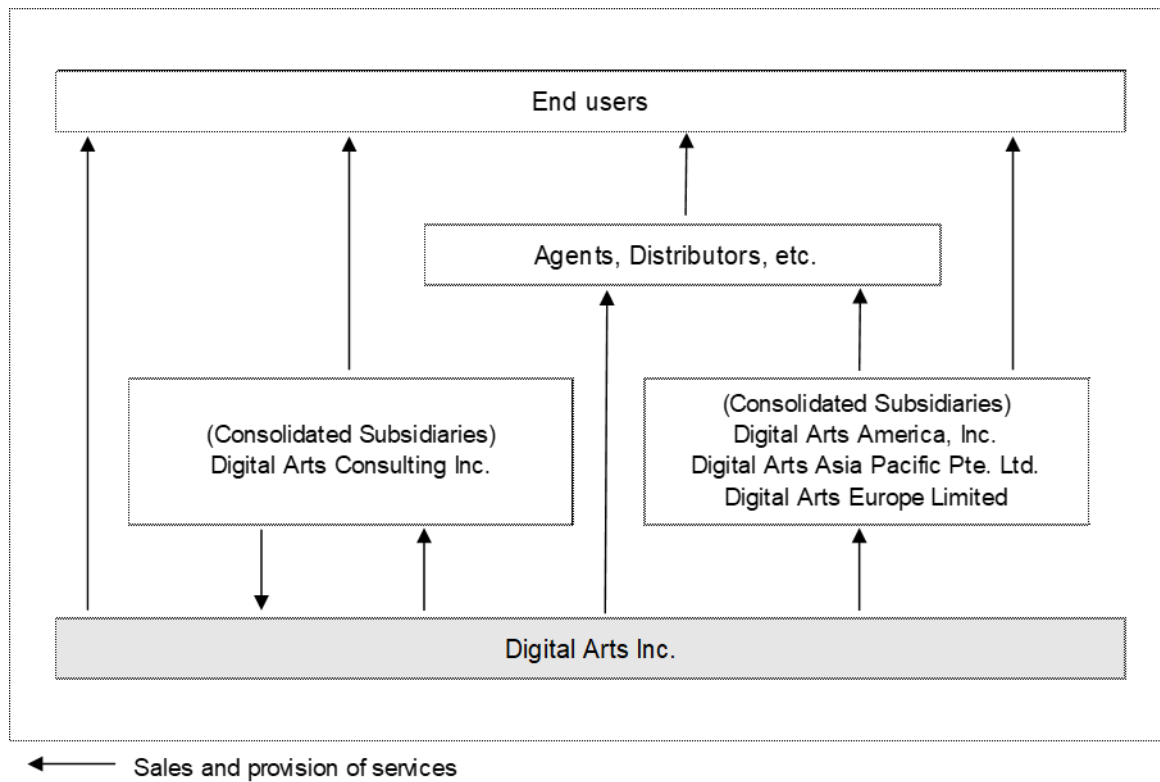 End users
Agents, Distributors, etc.
(Consolidated Subsidiaries)
Digital Arts Consulting Inc.
(Consolidated Subsidiaries)
Digital Arts America, Inc.
Digital Arts Asia Pacific Pte. Ltd.
Digital Arts Europe Limited
Digital Arts Inc.
Sales and provision of services